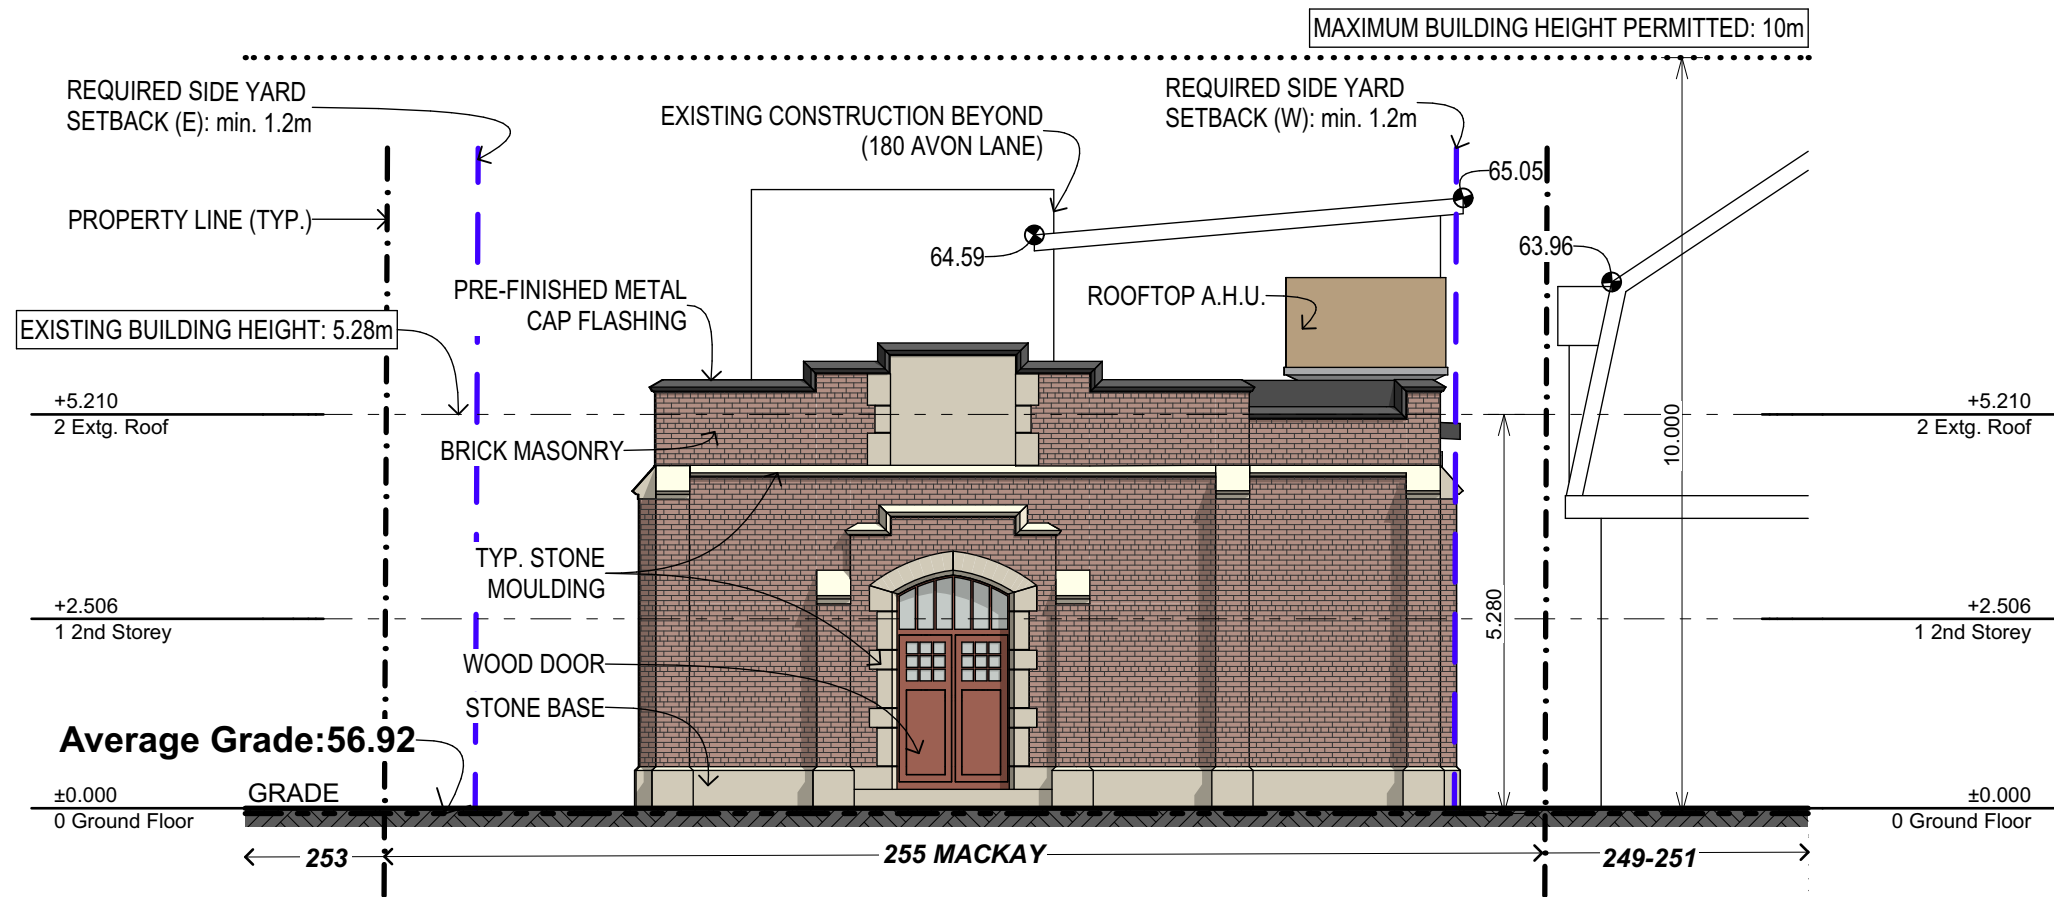 MAXIMUM BUILDING HEIGHT PERMITTED: 10m
REQUIRED SIDE YARD
SETBACK (E): min. 1.2m
EXISTING CONSTRUCTION BEYOND
(180 AVON LANE)
REQUIRED SIDE YARD
SETBACK (W): min. 1.2m
65.05
PROPERTY LINE (TYP.)
64.59
63.96
PRE-FINISHED METAL
CAP FLASHING
ROOFTOP A.H.U.
EXISTING BUILDING HEIGHT: 5.28m
+5.210
2 Extg. Roof
+5.210
2 Extg. Roof
10.000
BRICK MASONRY
TYP. STONE
MOULDING
5.280
+2.506
1 2nd Storey
+2.506
1 2nd Storey
WOOD DOOR
STONE BASE
Average Grade:56.92
GRADE
±0.000
0 Ground Floor
±0.000
0 Ground Floor
253
255 MACKAY
249-251